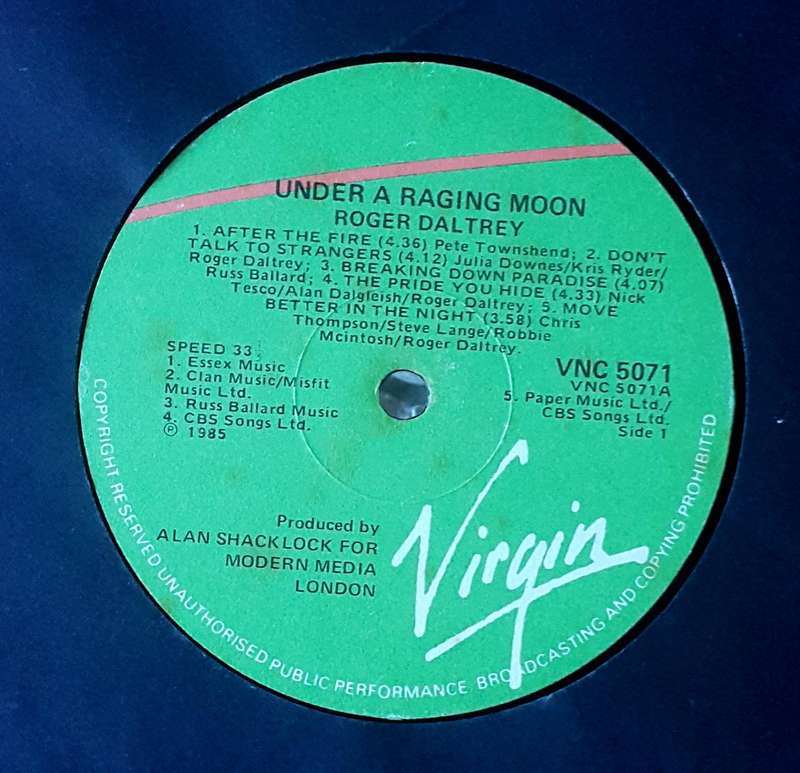 UNDER A RAGING MOON
ROGER DALTREY
1. AFTER THE FIRE (4.36) Pete Townshend; 2. DON'T
TALK TO STRANGERS (4.12) Julia Downes/Kris Ryder/
Roger Daltrey; 3. BREAKING DOWN PARADISE (4.07)
Russ Ballard; 4. THE PRIDE YOU HIDE (4.33) Nick
Tesco/Alan Dalgleish/Roger Daltrey; 5. MOVE
BETTER IN THE NIGHT (3.58) Chris
Thompson/Steve Lange/Robbie
Mcintosh/Roger Daltrey.
SPEED 33⅓
1. Essex Music
2. Clan Music/Misfit
Music Ltd.
3. Russ Ballard Music
4. CBS Songs Ltd.
℗ 1985
VNC 5071
VNC 5071A
5. Paper Music Ltd./
CBS Songs Ltd.
Side 1
Produced by
ALAN SHACKLOCK FOR
MODERN MEDIA
LONDON
Virgin
COPYRIGHT RESERVED UNAUTHORISED PUBLIC PERFORMANCE BROADCASTING AND COPYING PROHIBITED